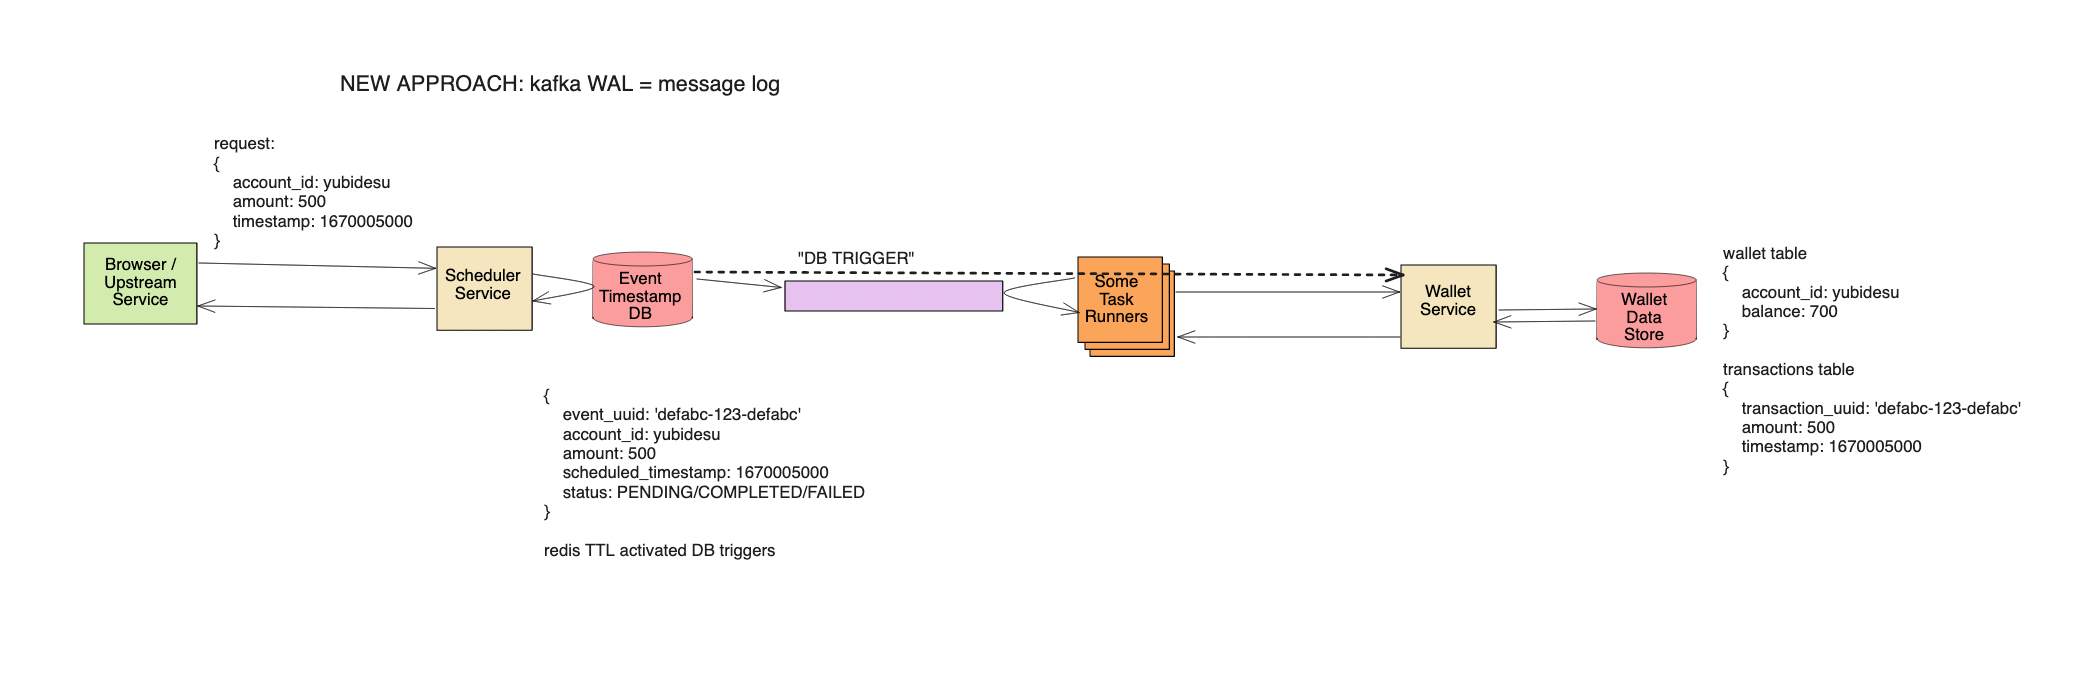 NEW APPROACH: kafka WAL = message log
request:
{
account_id: yubidesu
amount: 500
timestamp: 1670005000
}
Browser /
Upstream
Service
Scheduler
Service
Event
Timestamp
DB
"DB TRIGGER"
Some
Task
Runners
Wallet
Service
Wallet
Data
Store
wallet table
{
account_id: yubidesu
balance: 700
}
transactions table
{
transaction_uuid: 'defabc-123-defabc'
amount: 500
timestamp: 1670005000
}
{
event_uuid: 'defabc-123-defabc'
account_id: yubidesu
amount: 500
scheduled_timestamp: 1670005000
status: PENDING/COMPLETED/FAILED
}
redis TTL activated DB triggers